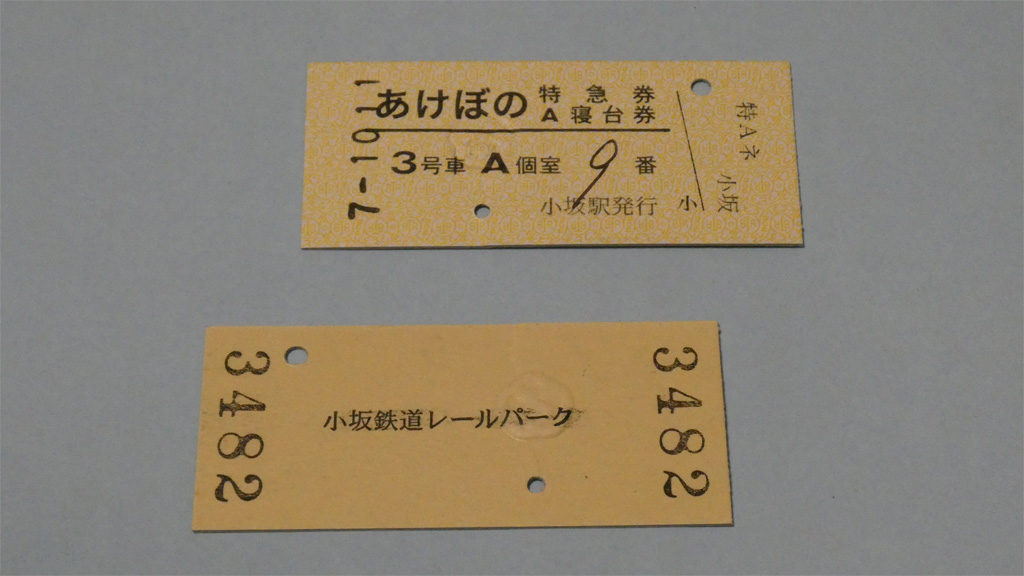 7-10.11
あけぼの 特急券
A寝台券
3号車 A個室 9番
小坂駅発行 小
特Aネ 小坂
3482
小坂鉄道レールパーク
3482